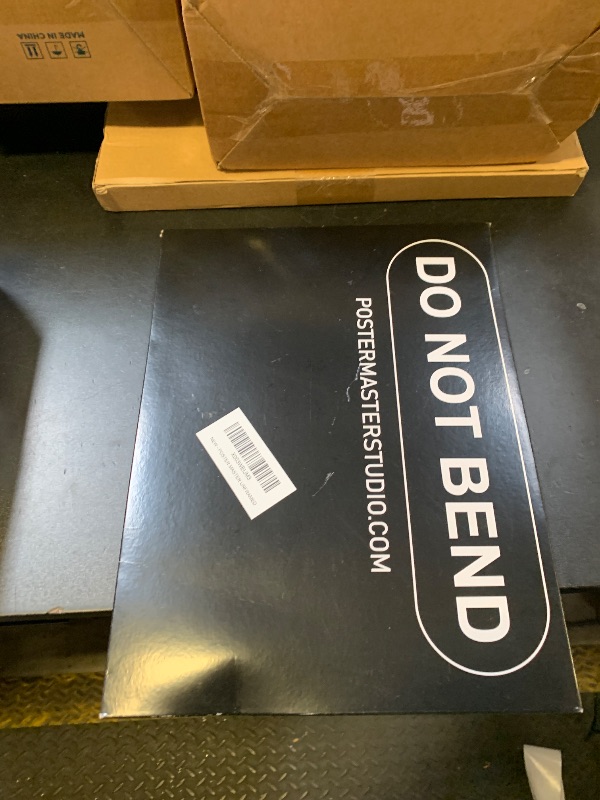 MADE IN CHINA
DO NOT BEND
POSTERMASTERSTUDIO.COM